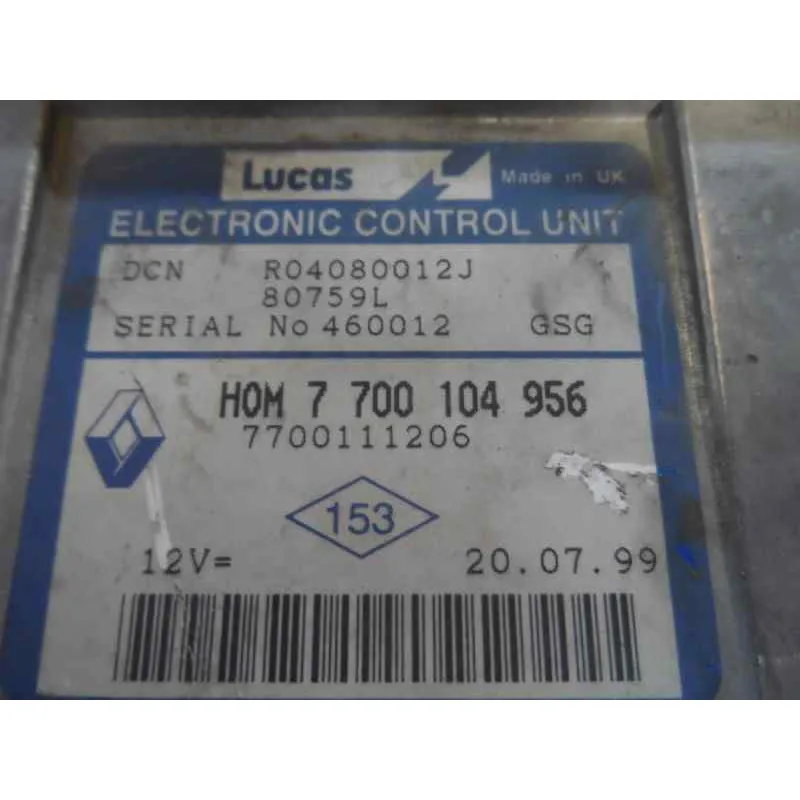 Lucas Made in UK
ELECTRONIC CONTROL UNIT
DCN R04080012J
80759L
SERIAL No 460012 GSG
HOM 7 700 104 956
7700111206
153
12V= 20.07.99